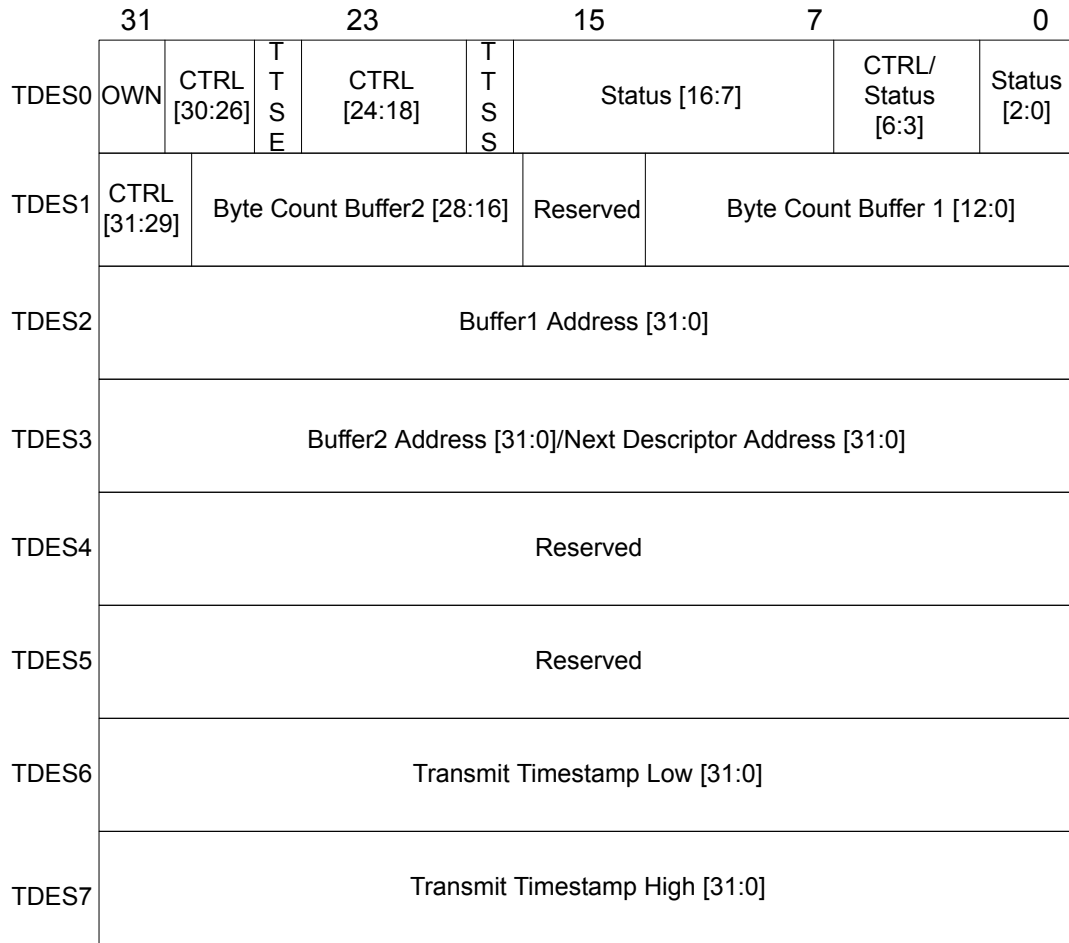 31 23 15 7 0
TDES0 OWN CTRL [30:26] TTSE CTRL [24:18] TTSS Status [16:7] CTRL/ Status [6:3] Status [2:0]
TDES1 CTRL [31:29] Byte Count Buffer2 [28:16] Reserved Byte Count Buffer 1 [12:0]
TDES2 Buffer1 Address [31:0]
TDES3 Buffer2 Address [31:0]/Next Descriptor Address [31:0]
TDES4 Reserved
TDES5 Reserved
TDES6 Transmit Timestamp Low [31:0]
TDES7 Transmit Timestamp High [31:0]